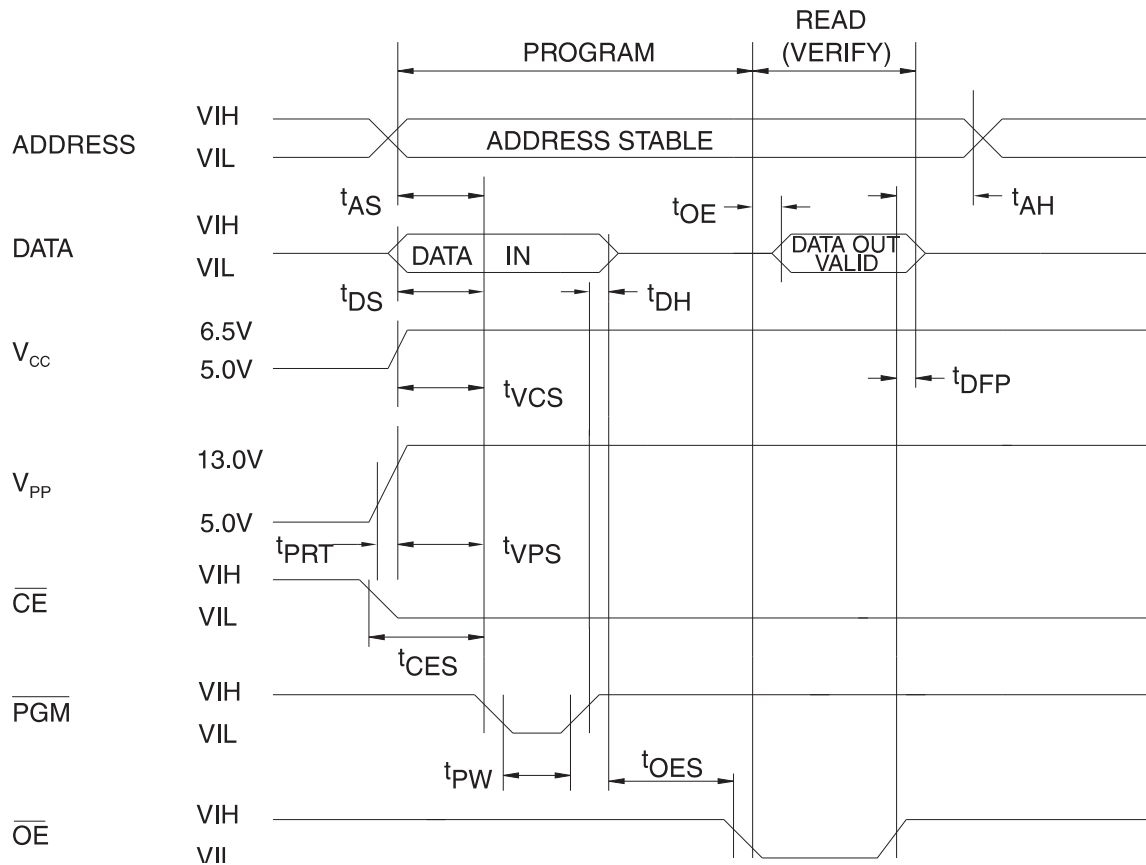 READ
PROGRAM (VERIFY)
VIH
ADDRESS ADDRESS STABLE
VIL
tAS tOE tAH
VIH
DATA DATA IN DATA OUT VALID
VIL
tDS tDH
6.5V
VCC
5.0V
tVCS tDFP
13.0V
VPP
5.0V
tPRT tVPS
VIH
CE
VIL
tCES
VIH
PGM
VIL
tPW tOES
VIH
OE
VIL